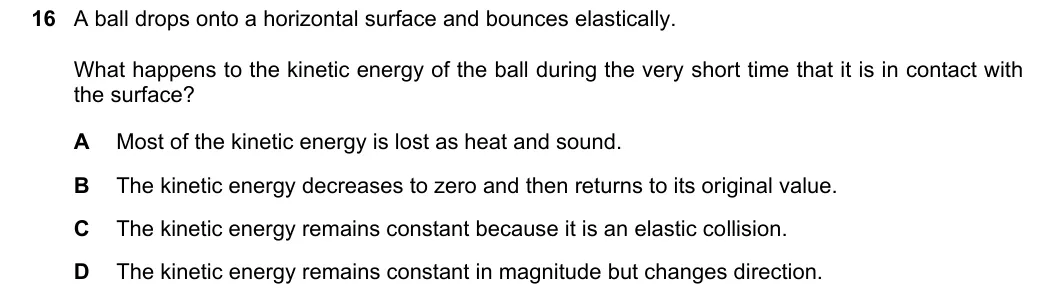 16 A ball drops onto a horizontal surface and bounces elastically.
What happens to the kinetic energy of the ball during the very short time that it is in contact with
the surface?
A Most of the kinetic energy is lost as heat and sound.
B The kinetic energy decreases to zero and then returns to its original value.
C The kinetic energy remains constant because it is an elastic collision.
D The kinetic energy remains constant in magnitude but changes direction.